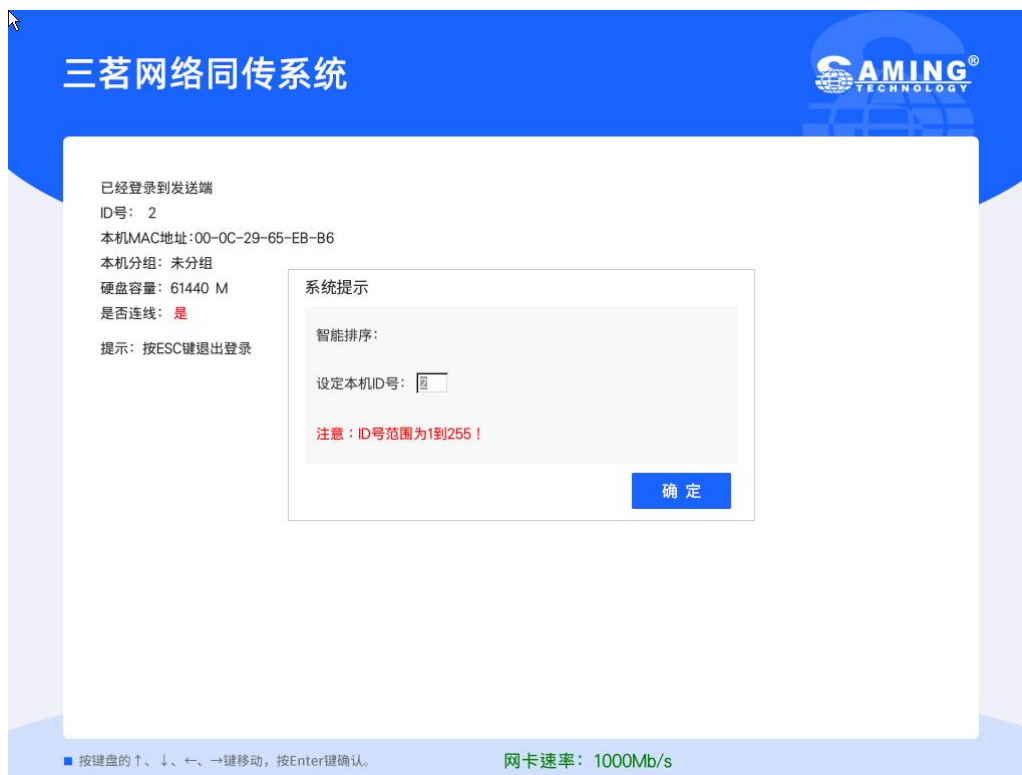 三茗网络同传系统
SAMING®
TECHNOLOGY
已经登录到发送端
ID号： 2
本机MAC地址:00-0C-29-65-EB-B6
本机分组：未分组
硬盘容量：61440 M
是否连线：是
提示：按ESC键退出登录
系统提示
智能排序：
设定本机ID号：2
注意：ID号范围为1到255！
确 定
按键盘的↑、↓、←、→键移动，按Enter键确认。
网卡速率：1000Mb/s